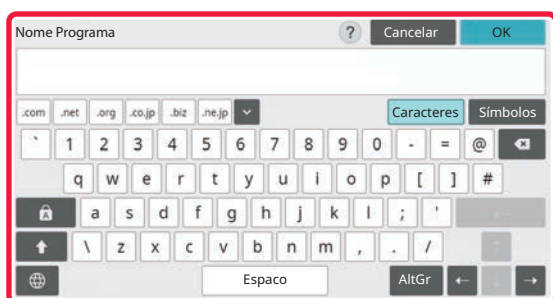 Nome Programa ? Cancelar OK
.com .net .org .co.jp .biz .ne.jp Caracteres Símbolos
` 1 2 3 4 5 6 7 8 9 0 - = @
q w e r t y u i o p [ ] #
A a s d f g h j k l ; '
\ z x c v b n m , . /
Espaco AltGr ← ↓ →